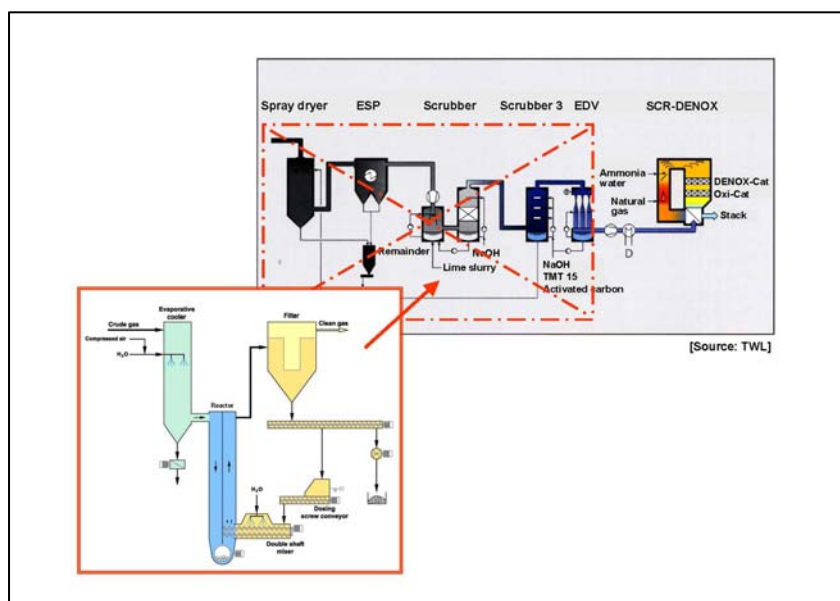 Spray dryer ESP Scrubber Scrubber 3 EDV SCR-DENOX
Ammonia
water
DENOX-Cat
Oxi-Cat
Natural
gas
Stack
Remainder
NaOH
Lime slurry
D
NaOH
TMT 15
Activated carbon
[Source: TWL]
Evaporative
cooler
Filter
Crude gas
Clean gas
Compressed air
H₂O
Reactor
H₂O
Dosing
screw conveyor
Double shaft
mixer